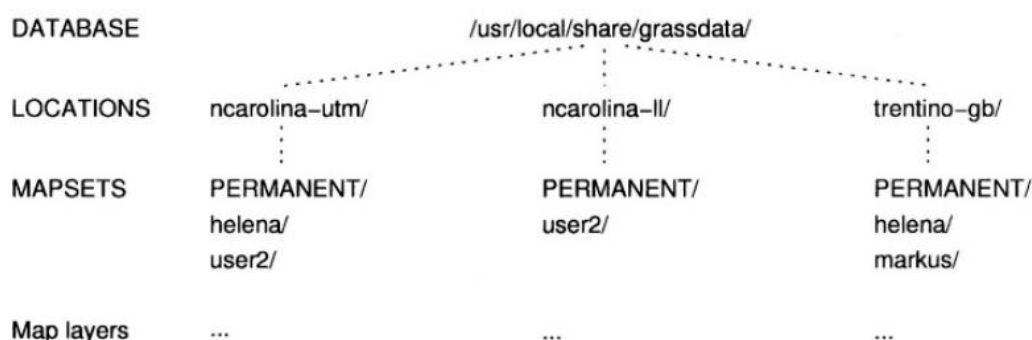 DATABASE /usr/local/share/grassdata/
LOCATIONS ncarolina-utm/ ncarolina-ll/ trentino-gb/
MAPSETS PERMANENT/ PERMANENT/ PERMANENT/
helena/ user2/ helena/
user2/ markus/
Map layers ... ... ...